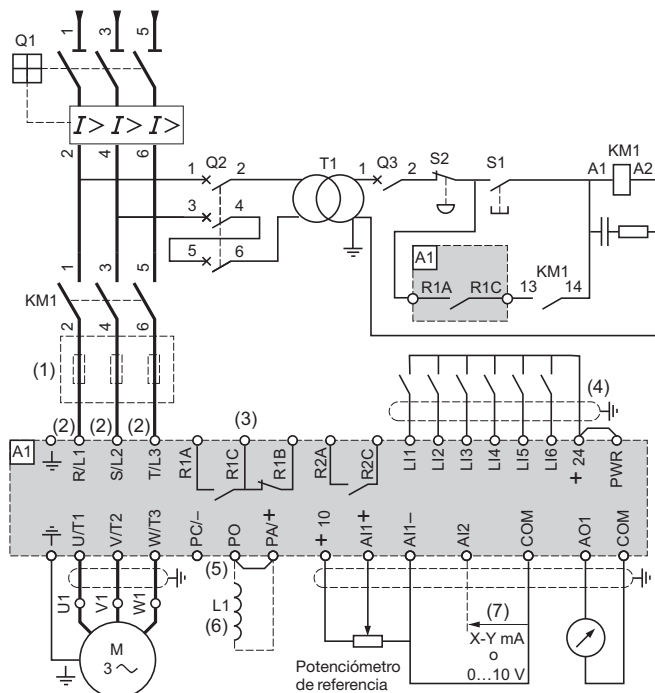 1 3 5
Q1
I> I> I>
2 4 6
1 Q2 2 T1 1 Q3 2 S2 S1 KM1
A1 A2
3 4
5 6
A1
R1A R1C 13 KM1 14
1 3 5
KM1
2 4 6
(1)
(2) (2) (2) (3) (4)
A1 R/L1 S/L2 T/L3 R1A R1C R1B R2A R2C LI1 LI2 LI3 LI4 LI5 LI6 + 24 PWR
U/T1 V/T2 W/T3 PC/– PO PA/+ + 10 AI1+ AI1– AI2 COM AO1 COM
(5)
U1 V1 W1 L1
(6)
(7)
X-Y mA
o
0...10 V
M
3 ~
Potenciómetro
de referencia